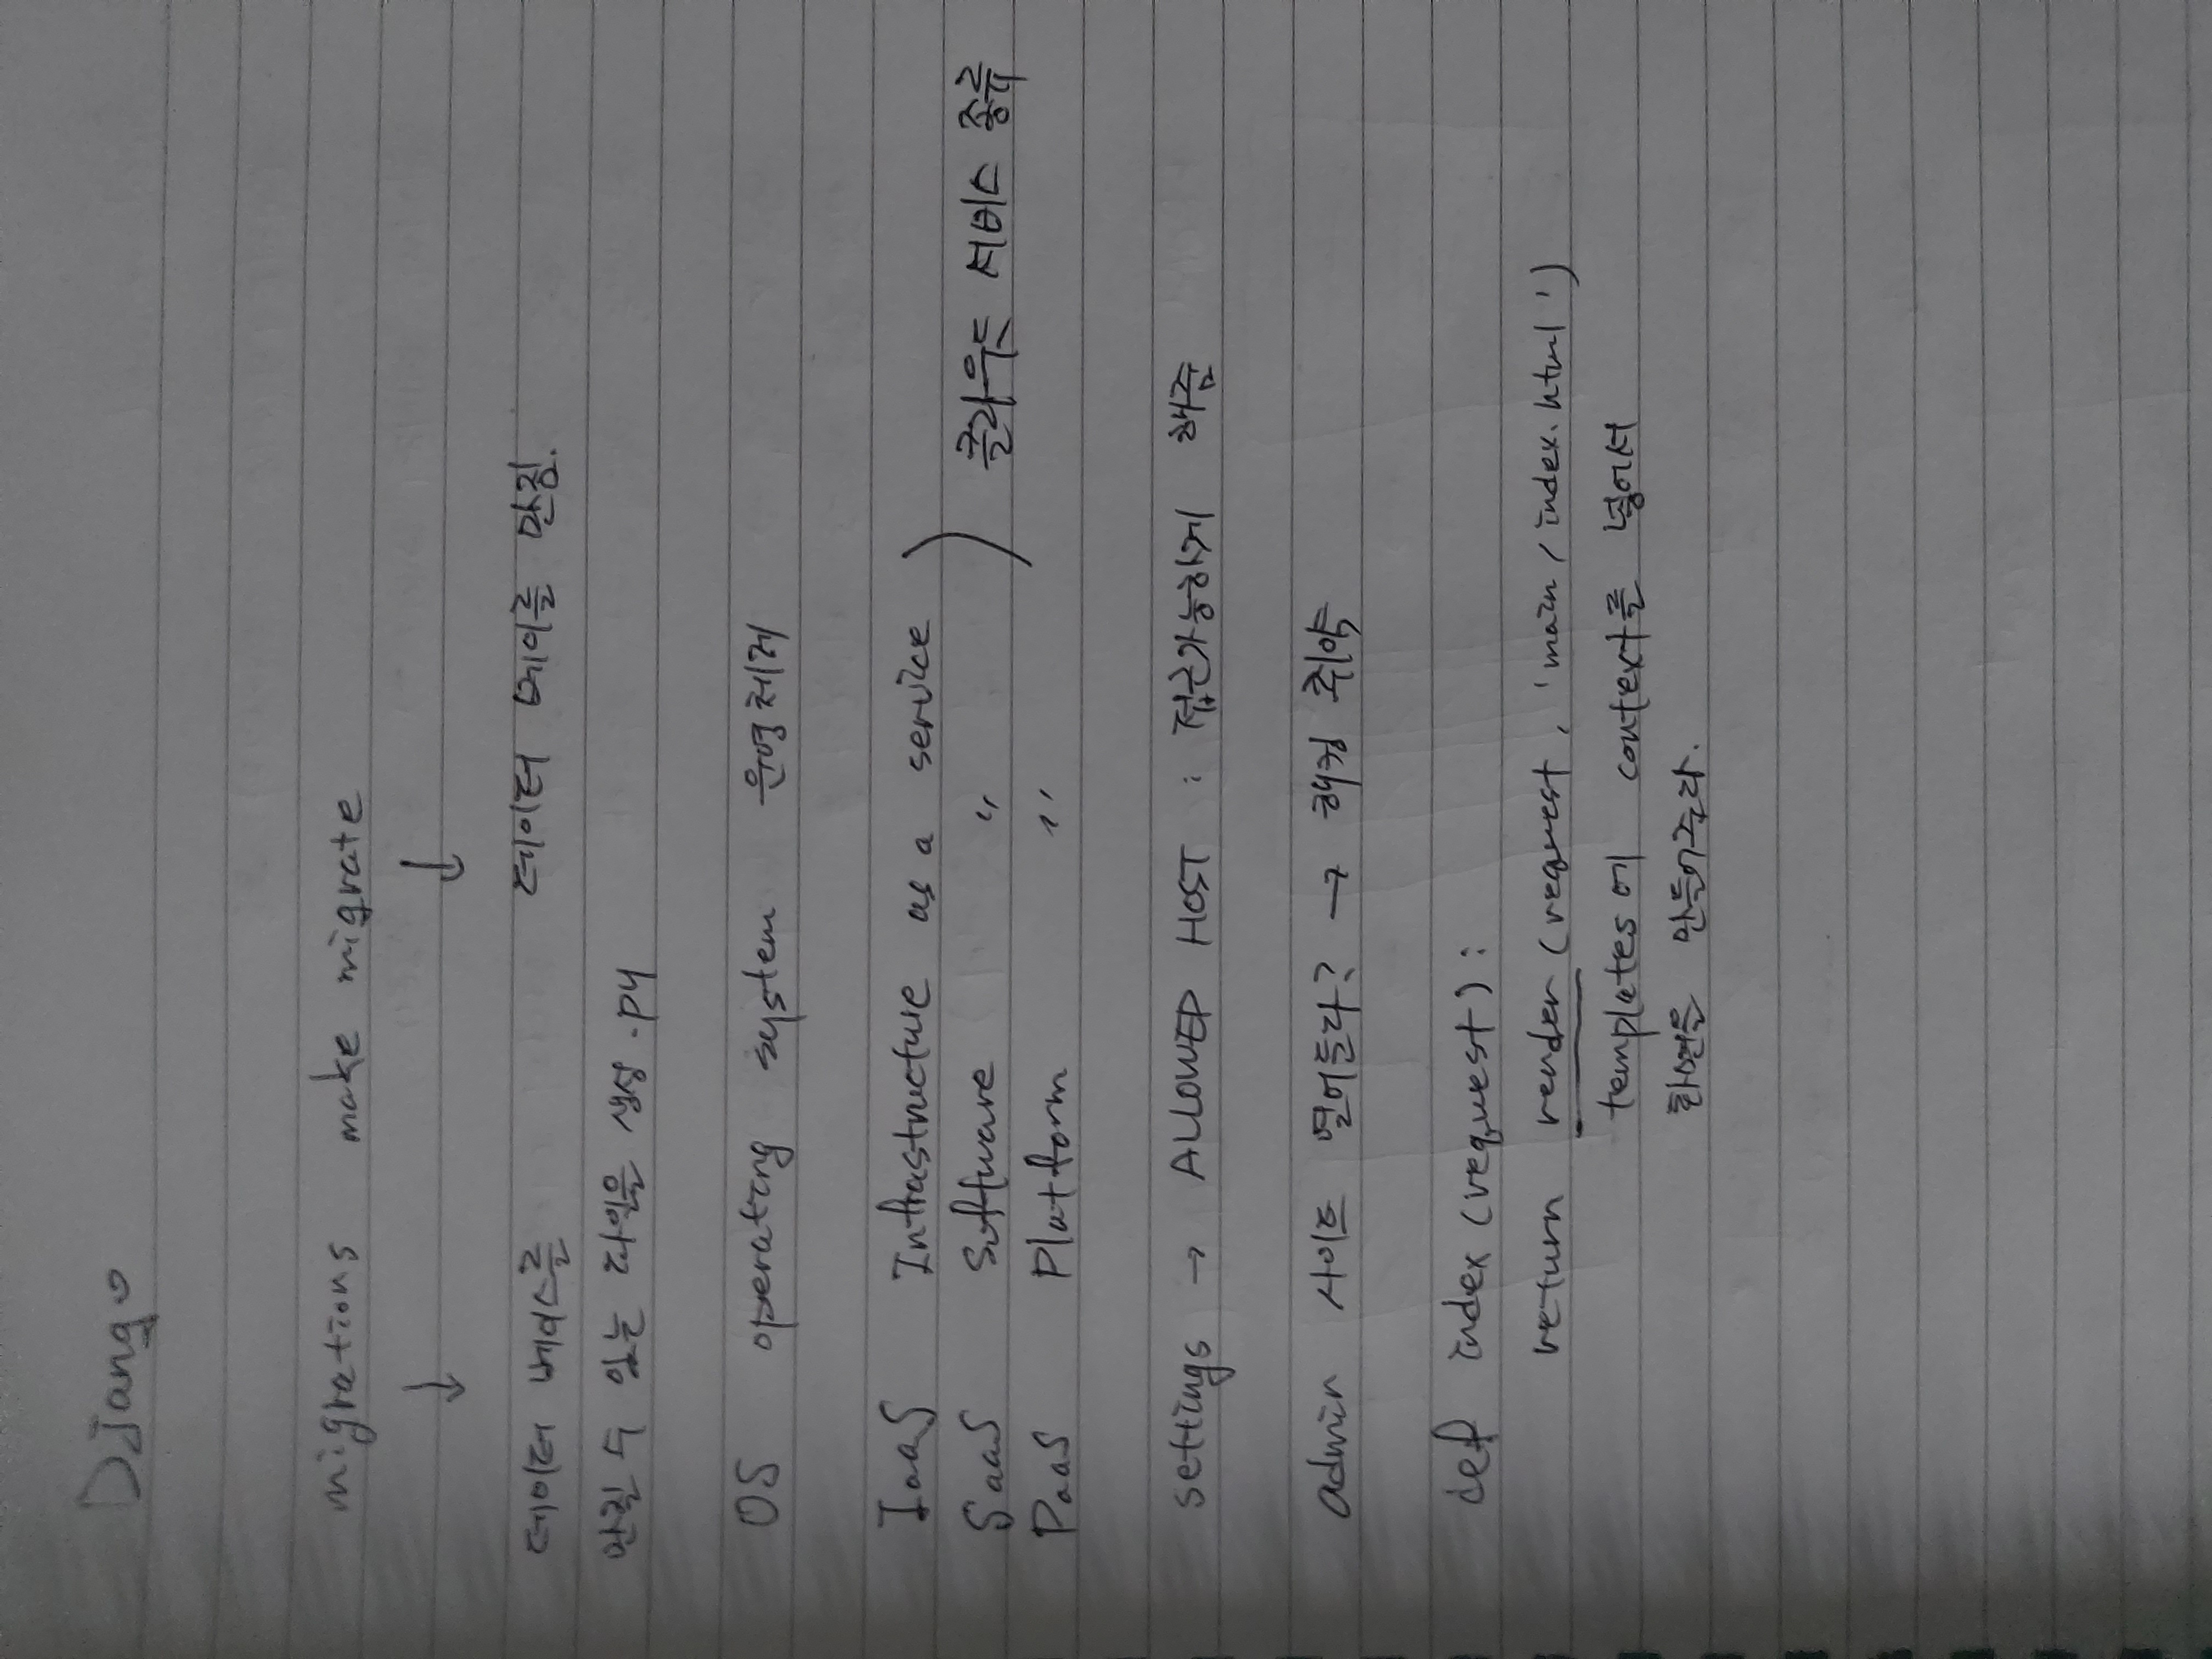 Django
migrations make migrate
↓ ↓
데이터 베이스를 데이터 베이를 만짐.
만질 수 있는 파일을 생성 .py
OS operating system 운영체제
IaaS Infrastructure as a service
SaaS Software 〃 클라우드 서비스 종류
PaaS Platform 〃
settings → ALLOWED HOST : 접근가능하게 해줌
admin 사이트 열어둔다? → 해킹 취약
def index (request) :
return render (request, 'main/index.html')
templates에 context를 넣어서
화면을 만들어주라.